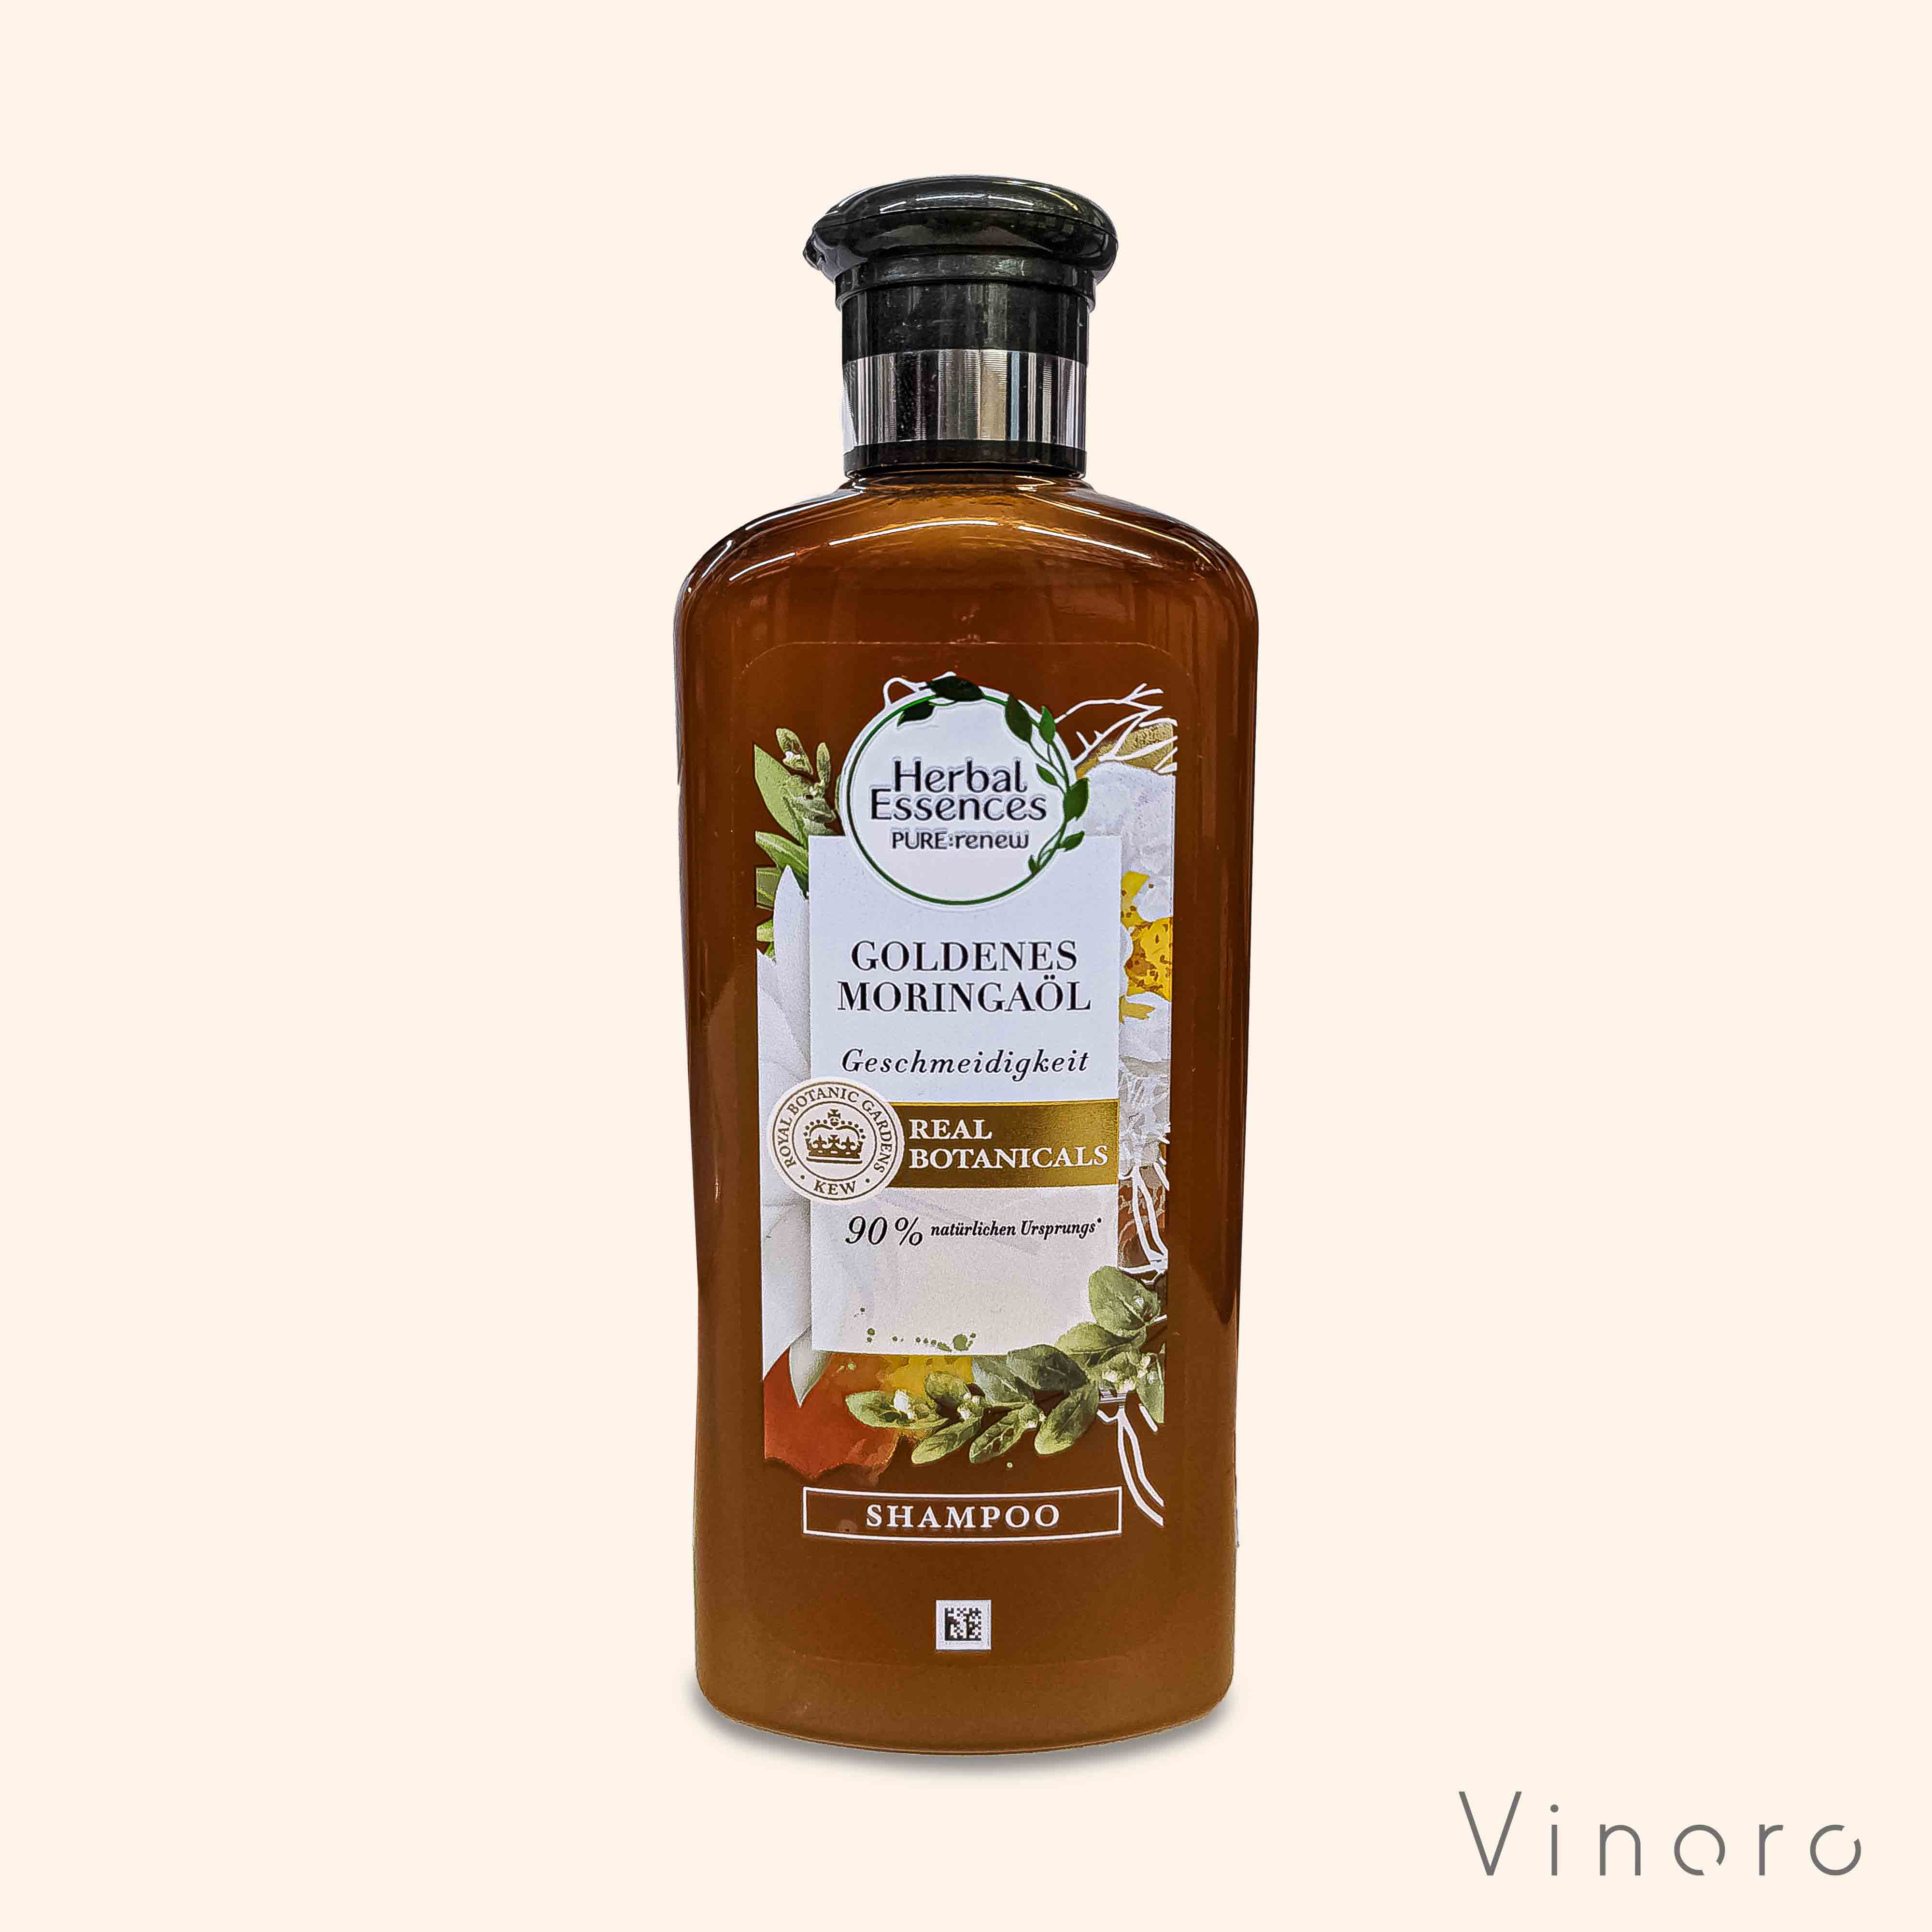 Herbal
Essences
PURE:renew
GOLDENES
MORINGAÖL
Geschmeidigkeit
ROYAL BOTANIC GARDENS
• KEW •
REAL
BOTANICALS
90% natürlichen Ursprungs*
SHAMPOO
Vinoro